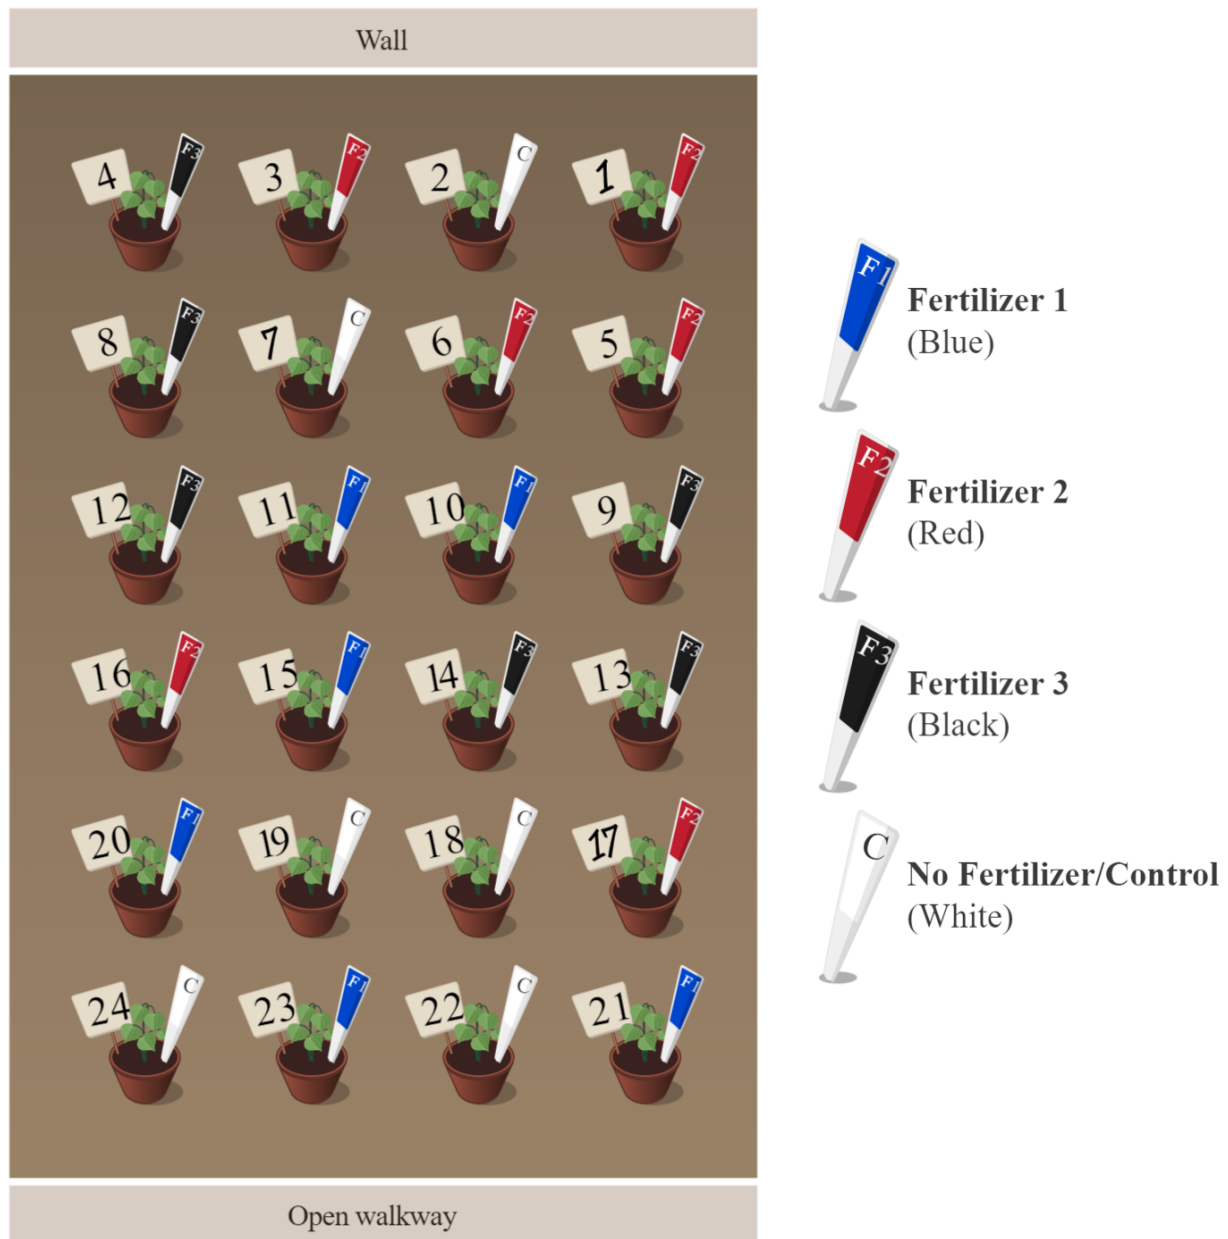 Wall
4 F3 3 F2 2 C 1 F2
8 F3 7 C 6 F2 5 F2
12 F3 11 F1 10 F1 9 F3
16 F2 15 F1 14 F3 13 F3
20 F1 19 C 18 C 17 F2
24 C 23 F1 22 C 21 F1
Open walkway
F1
Fertilizer 1
(Blue)
F2
Fertilizer 2
(Red)
F3
Fertilizer 3
(Black)
C
No Fertilizer/Control
(White)